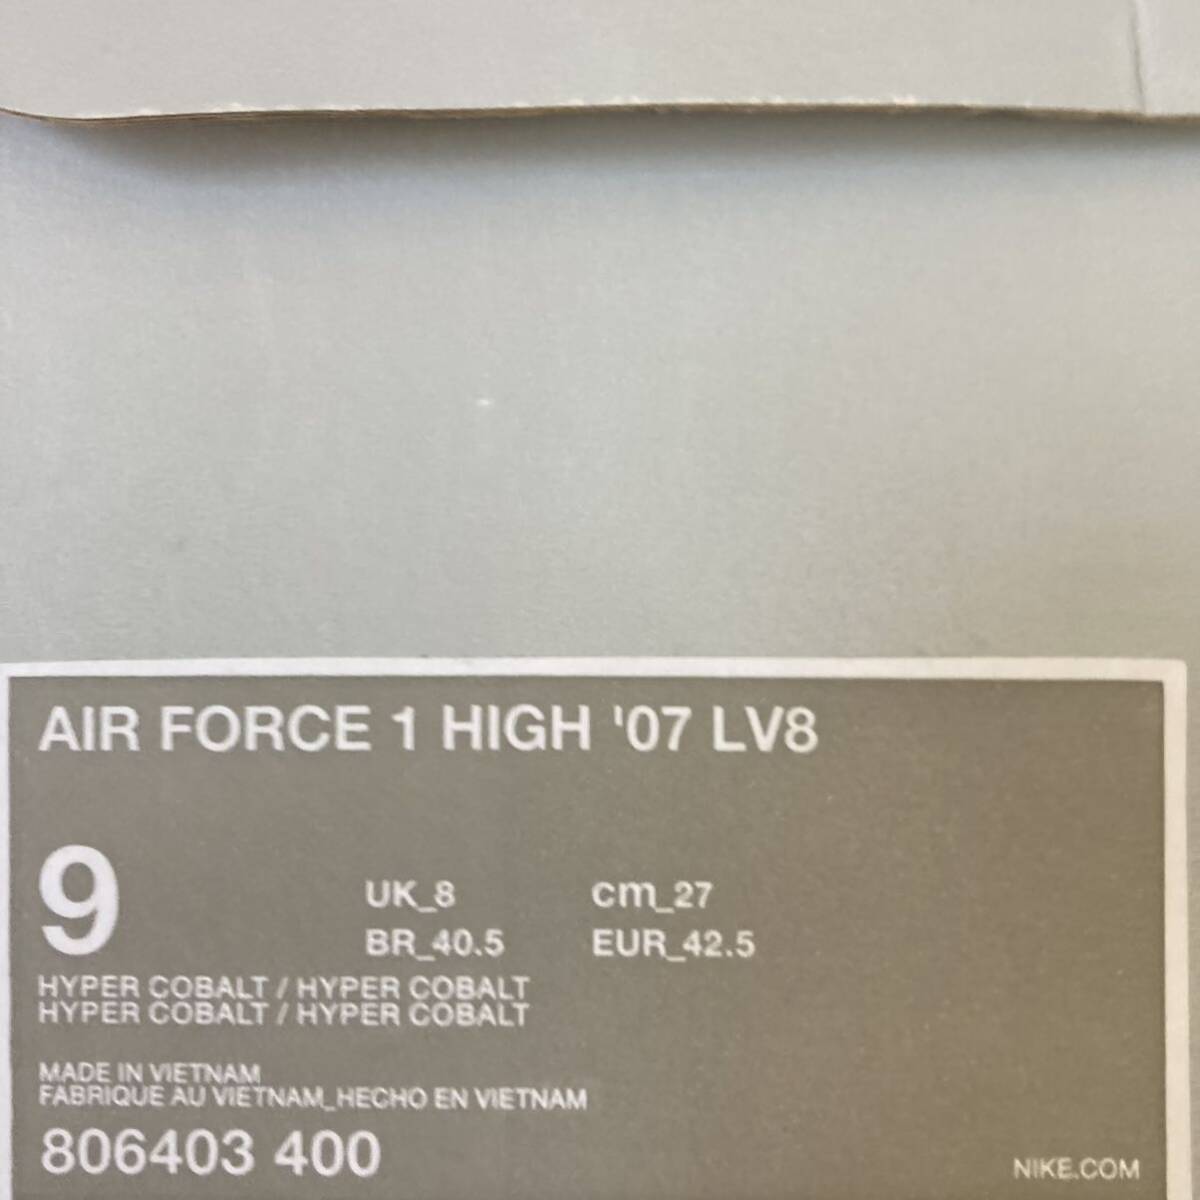 AIR FORCE 1 HIGH '07 LV8
9
UK_8 cm_27
BR_40.5 EUR_42.5
HYPER COBALT / HYPER COBALT
HYPER COBALT / HYPER COBALT
MADE IN VIETNAM
FABRIQUE AU VIETNAM_HECHO EN VIETNAM
806403 400
NIKE.COM